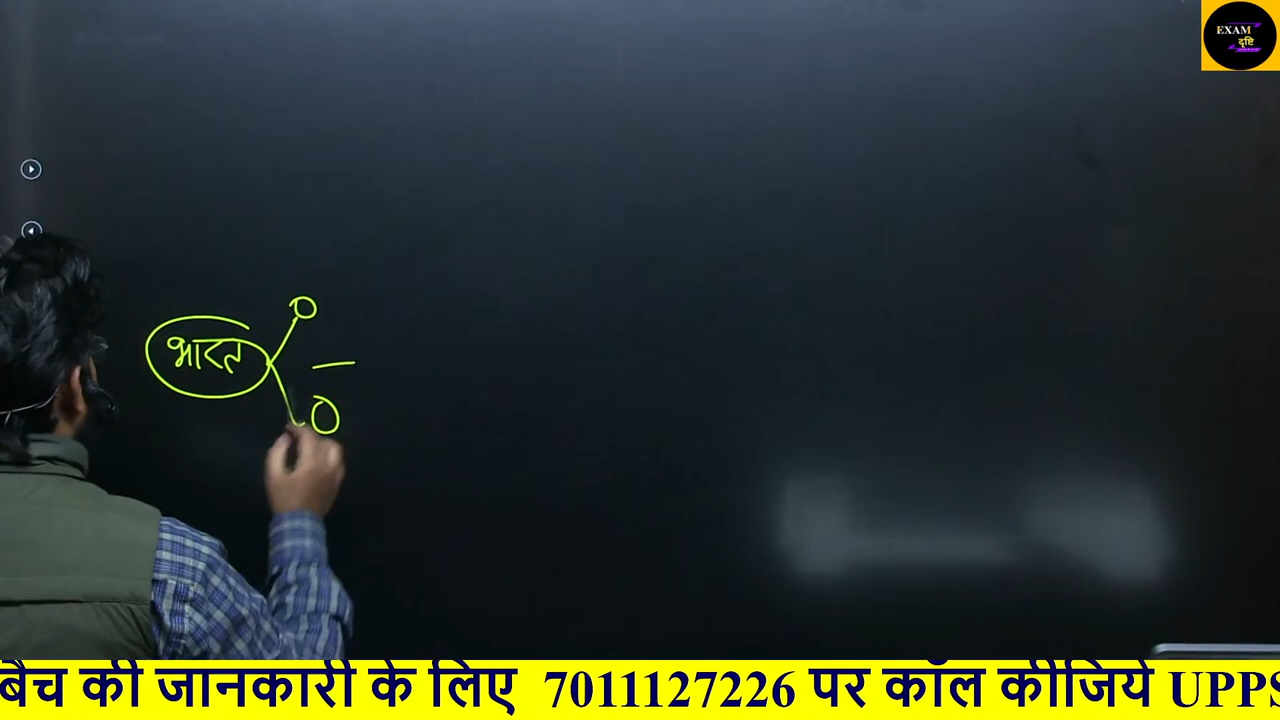 EXAM
दृष्टि
भारत
बैच की जानकारी के लिए 7011127226 पर कॉल कीजिये UPPS